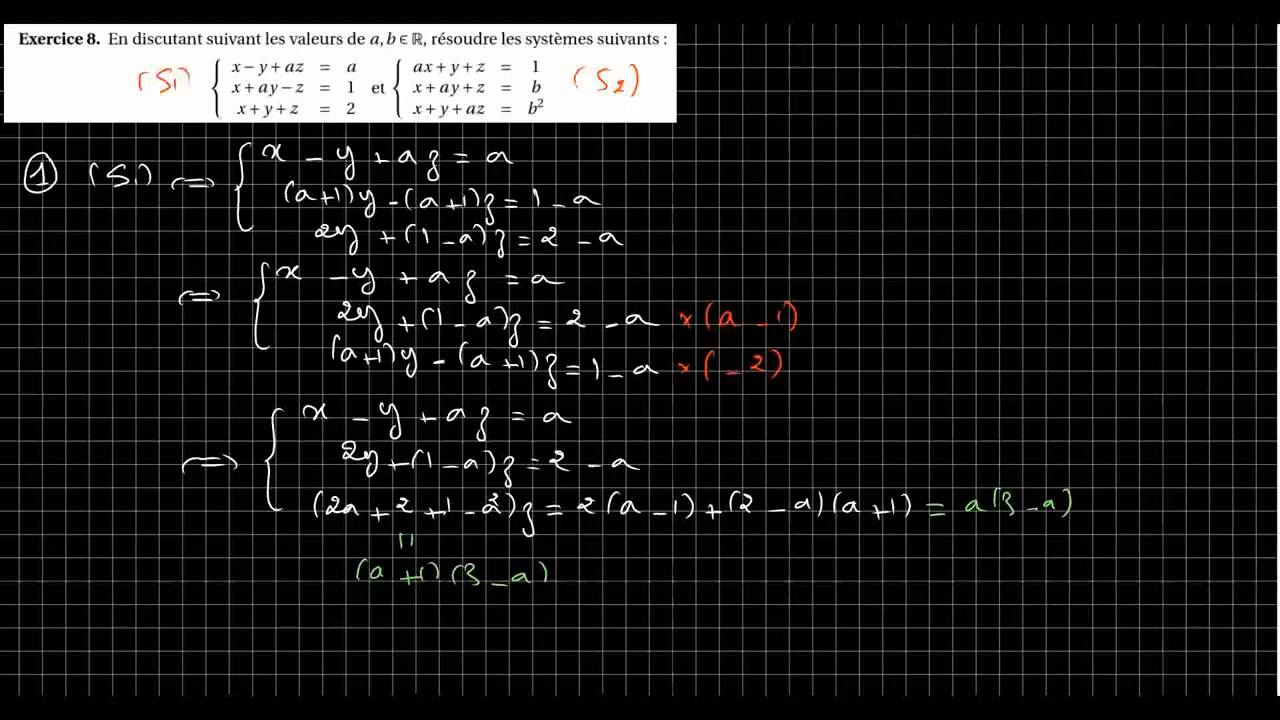 Exercice 8. En discutant suivant les valeurs de a, b ∈ ℝ, résoudre les systèmes suivants :
(S1) { x − y + az = a et { ax + y + z = 1 (S2)
x + ay − z = 1 x + ay + z = b
x + y + z = 2 x + y + az = b²
① (S1) ⇔ { x − y + az = a
(a+1)y − (a+1)z = 1 − a
2y + (1 − a)z = 2 − a
⇔ { x − y + az = a
2y + (1 − a)z = 2 − a × (a − 1)
(a+1)y − (a+1)z = 1 − a × (−2)
⇔ { x − y + az = a
2y + (1 − a)z = 2 − a
(2a + 2 + 1 − a²)z = 2(a − 1) + (2 − a)(a + 1) = a(3 − a)
||
(a + 1)(3 − a)